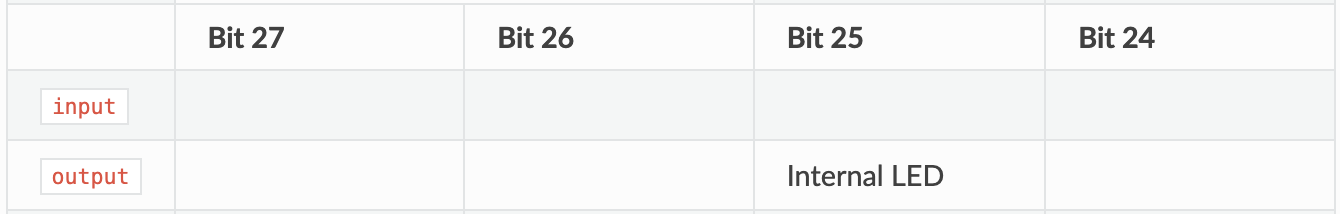 Bit 27 Bit 26 Bit 25 Bit 24
input
output Internal LED